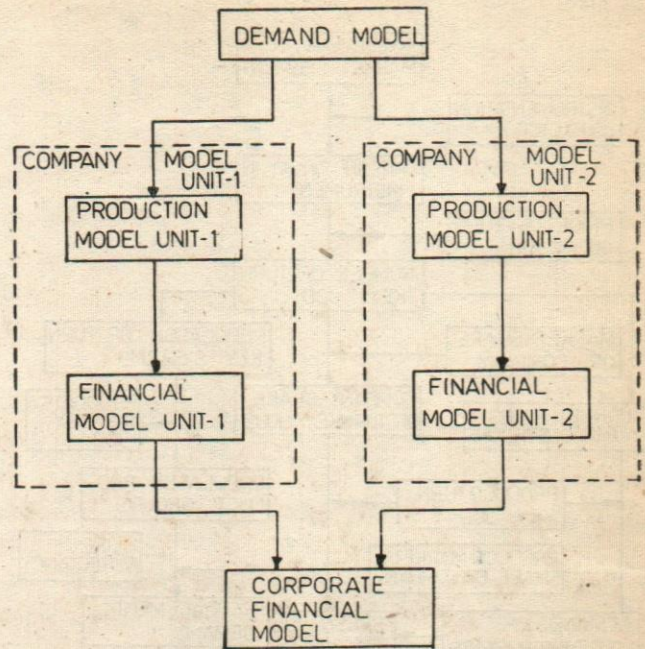 DEMAND MODEL
COMPANY MODEL
UNIT-1
PRODUCTION
MODEL UNIT-1
FINANCIAL
MODEL UNIT-1
COMPANY MODEL
UNIT-2
PRODUCTION
MODEL UNIT-2
FINANCIAL
MODEL UNIT-2
CORPORATE
FINANCIAL
MODEL